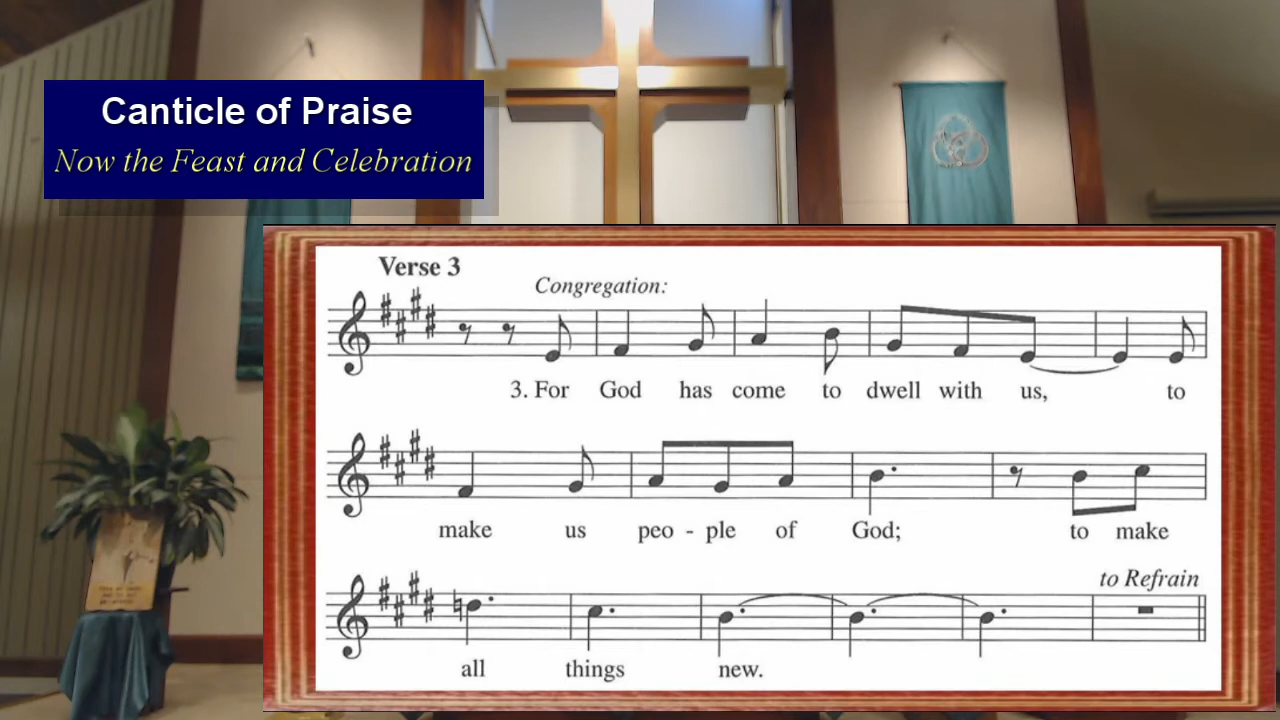 Canticle of Praise
Now the Feast and Celebration
Verse 3
Congregation:
3. For God has come to dwell with us, to
make us peo - ple of God; to make
to Refrain
all things new.